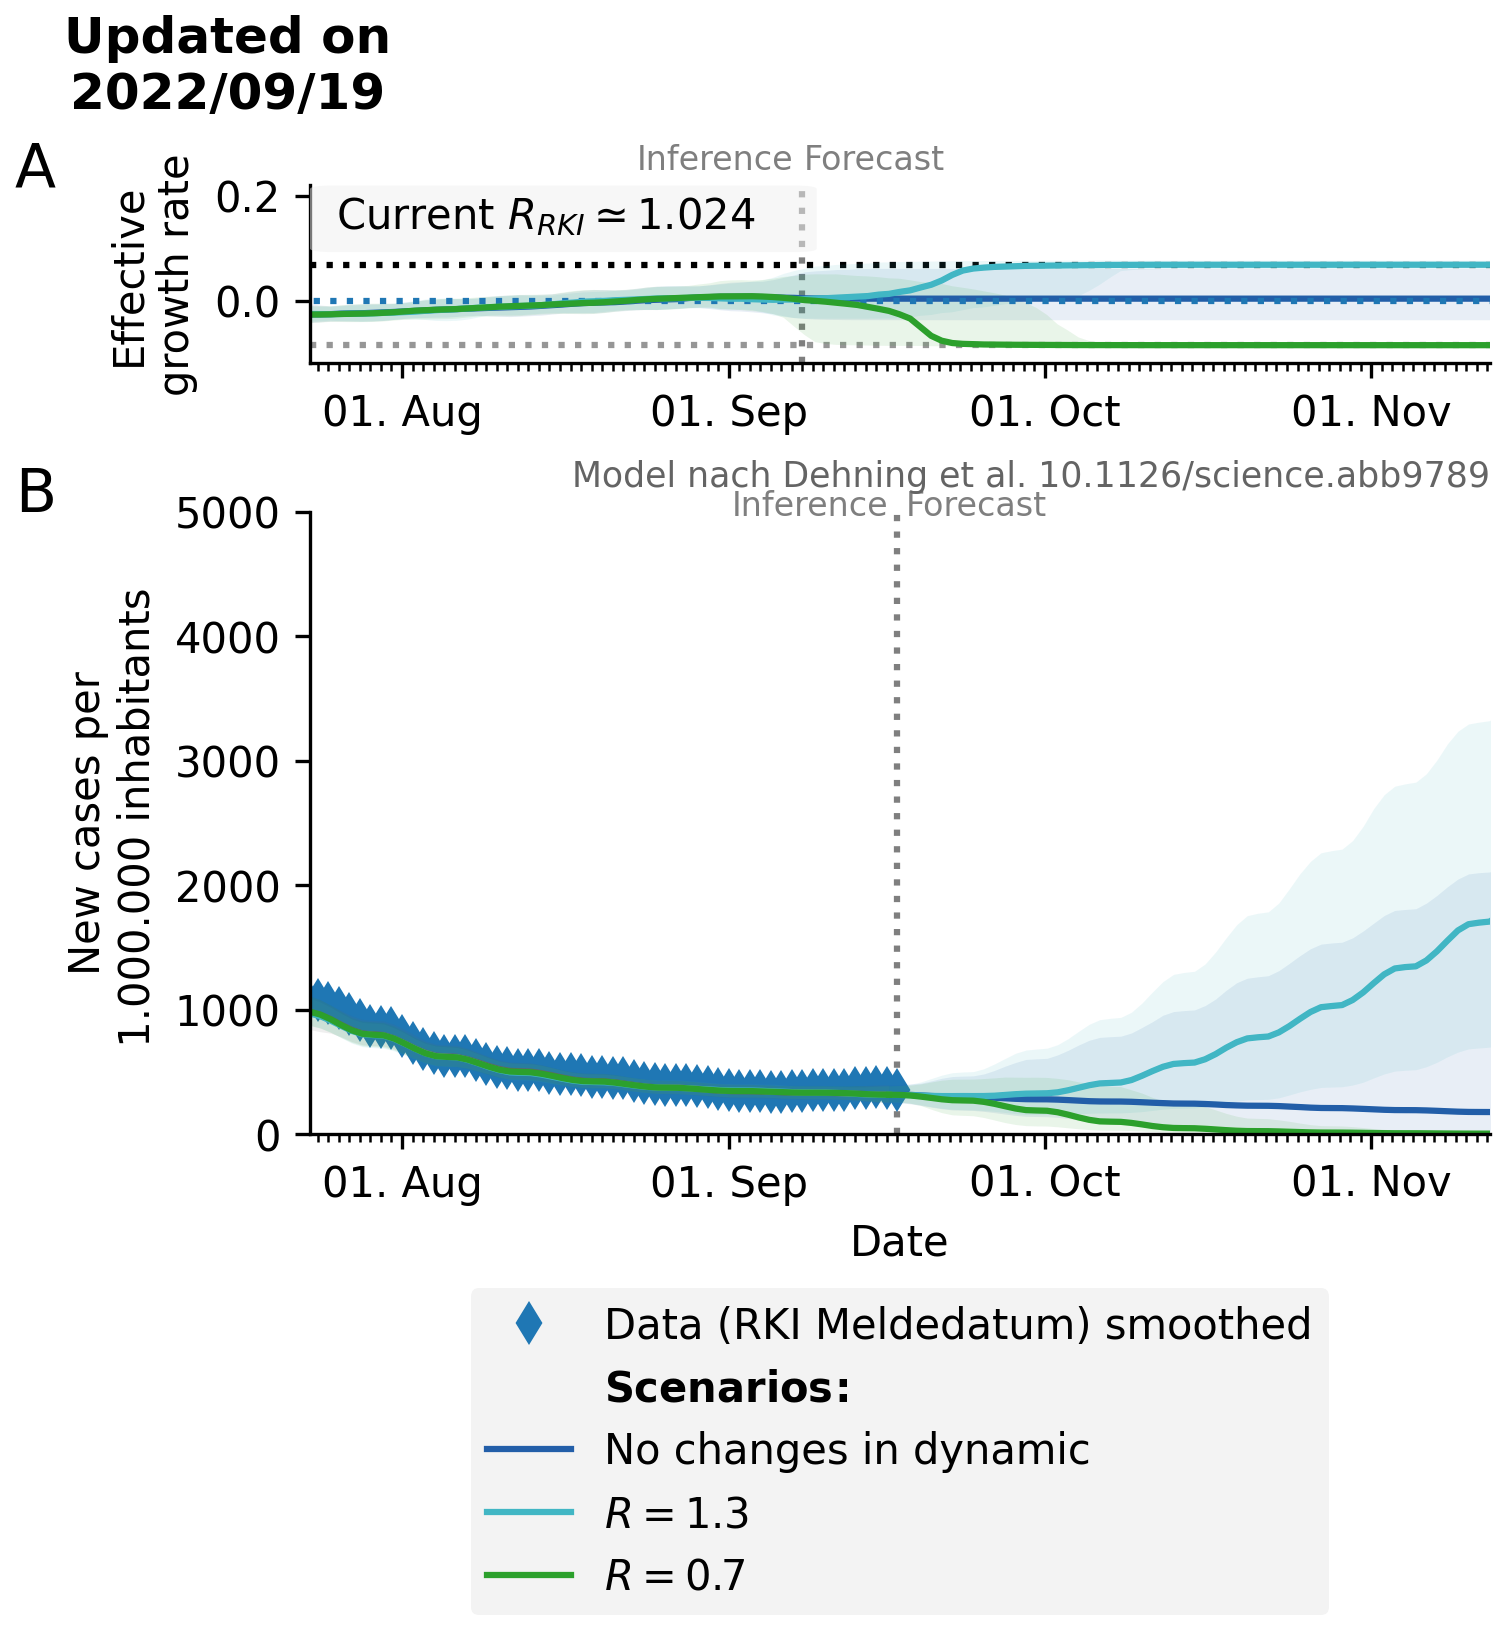 Updated on
2022/09/19
A
Inference Forecast
Effective
growth rate
0.2
0.0
Current R_RKI ≃ 1.024
01. Aug 01. Sep 01. Oct 01. Nov
B
Model nach Dehning et al. 10.1126/science.abb9789
Inference Forecast
New cases per
1.000.000 inhabitants
5000
4000
3000
2000
1000
0
01. Aug 01. Sep 01. Oct 01. Nov
Date
Data (RKI Meldedatum) smoothed
Scenarios:
No changes in dynamic
R = 1.3
R = 0.7